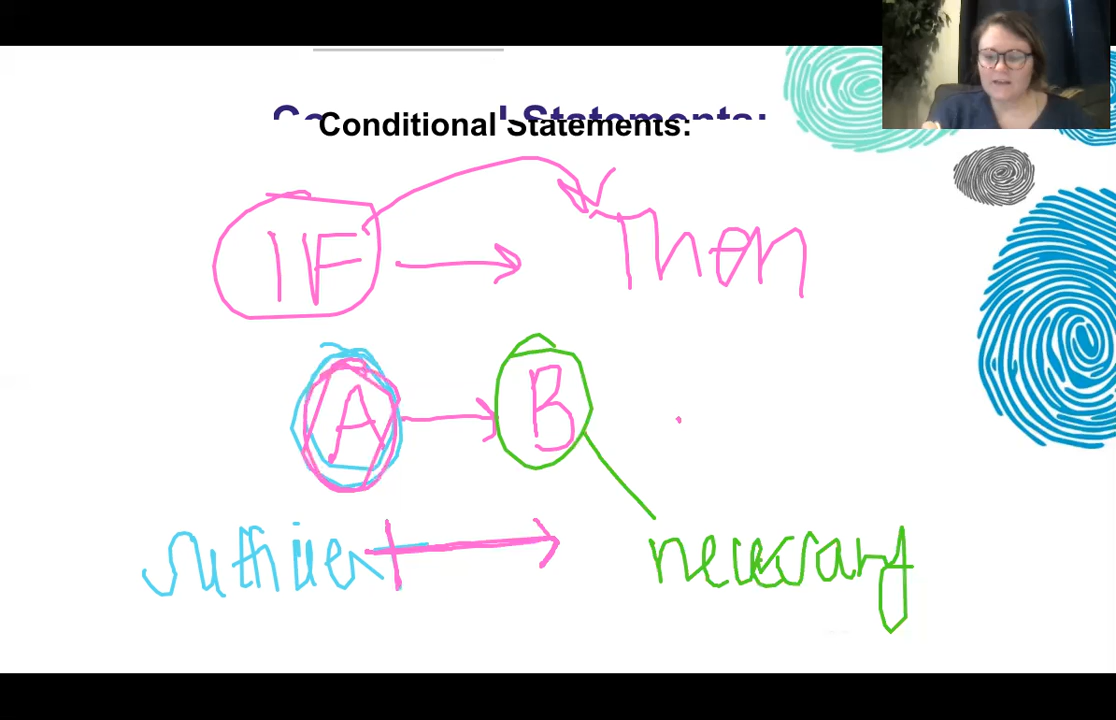 Conditional Statements:
IF → Then
A → B
sufficient → necessary